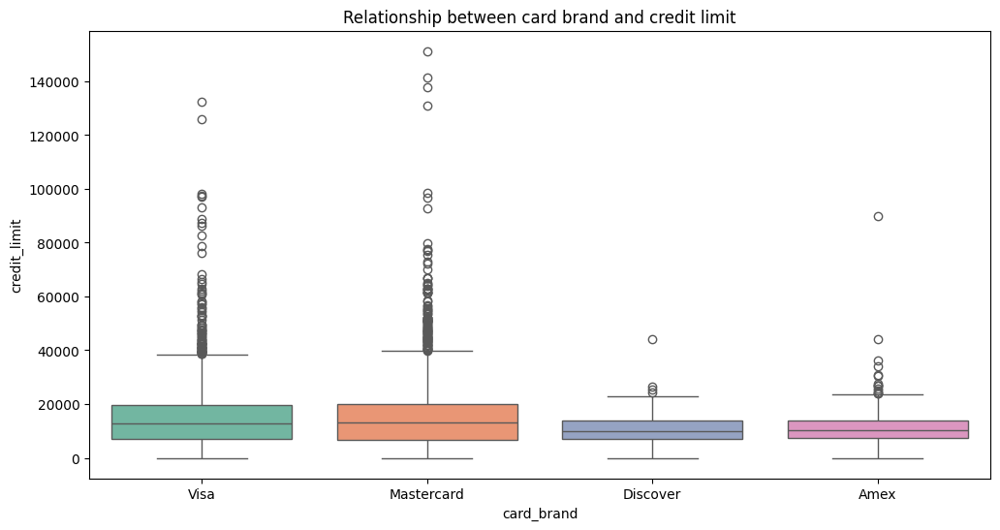 Relationship between card brand and credit limit
140000
120000
100000
80000
60000
40000
20000
0
credit_limit
Visa
Mastercard
Discover
Amex
card_brand